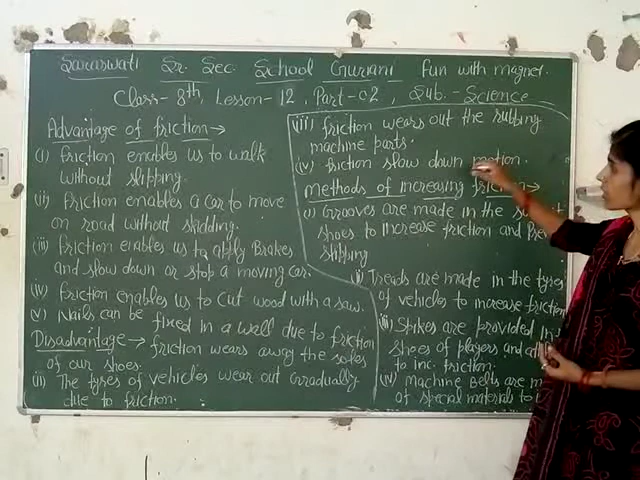 Saraswati Sr. Sec. School Guriani Fun with magnet.
Class- 8th, Lesson- 12, Part-02, Sub.- Science
Advantage of friction→
(i) friction enables us to walk
without slipping.
(ii) friction enables a car to move
on road without skidding.
(iii) friction enables us to apply Brakes
and slow down or stop a moving car.
(iv) friction enables us to cut wood with a saw.
(v) Nails can be fixed in a wall due to friction
Disadvantage→ friction wears away the soles
of our shoes.
(ii) The tyres of vehicles wear out Grradually
due to friction.
(iii) friction wears out the rubbing
machine parts.
(iv) friction slow down motion.
Methods of increasing friction→
(i) Grooves are made in the
shoes to increase friction and
slipping
(ii) Treads are made in the tyres
of vehicles to increase friction
(iii) Spikes are provided in
shoes of players and
to inc. friction.
(iv) Machine Belts are
of special materials to